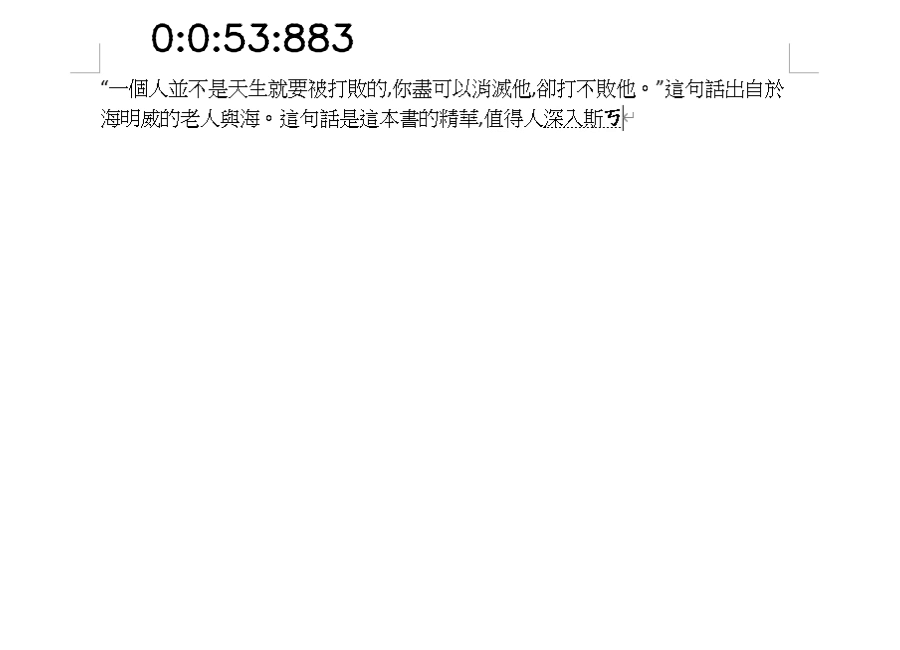 0:0:53:883
“一個人並不是天生就要被打敗的,你盡可以消滅他,卻打不敗他。”這句話出自於
海明威的老人與海。這句話是這本書的精華,值得人深入斯ㄎ